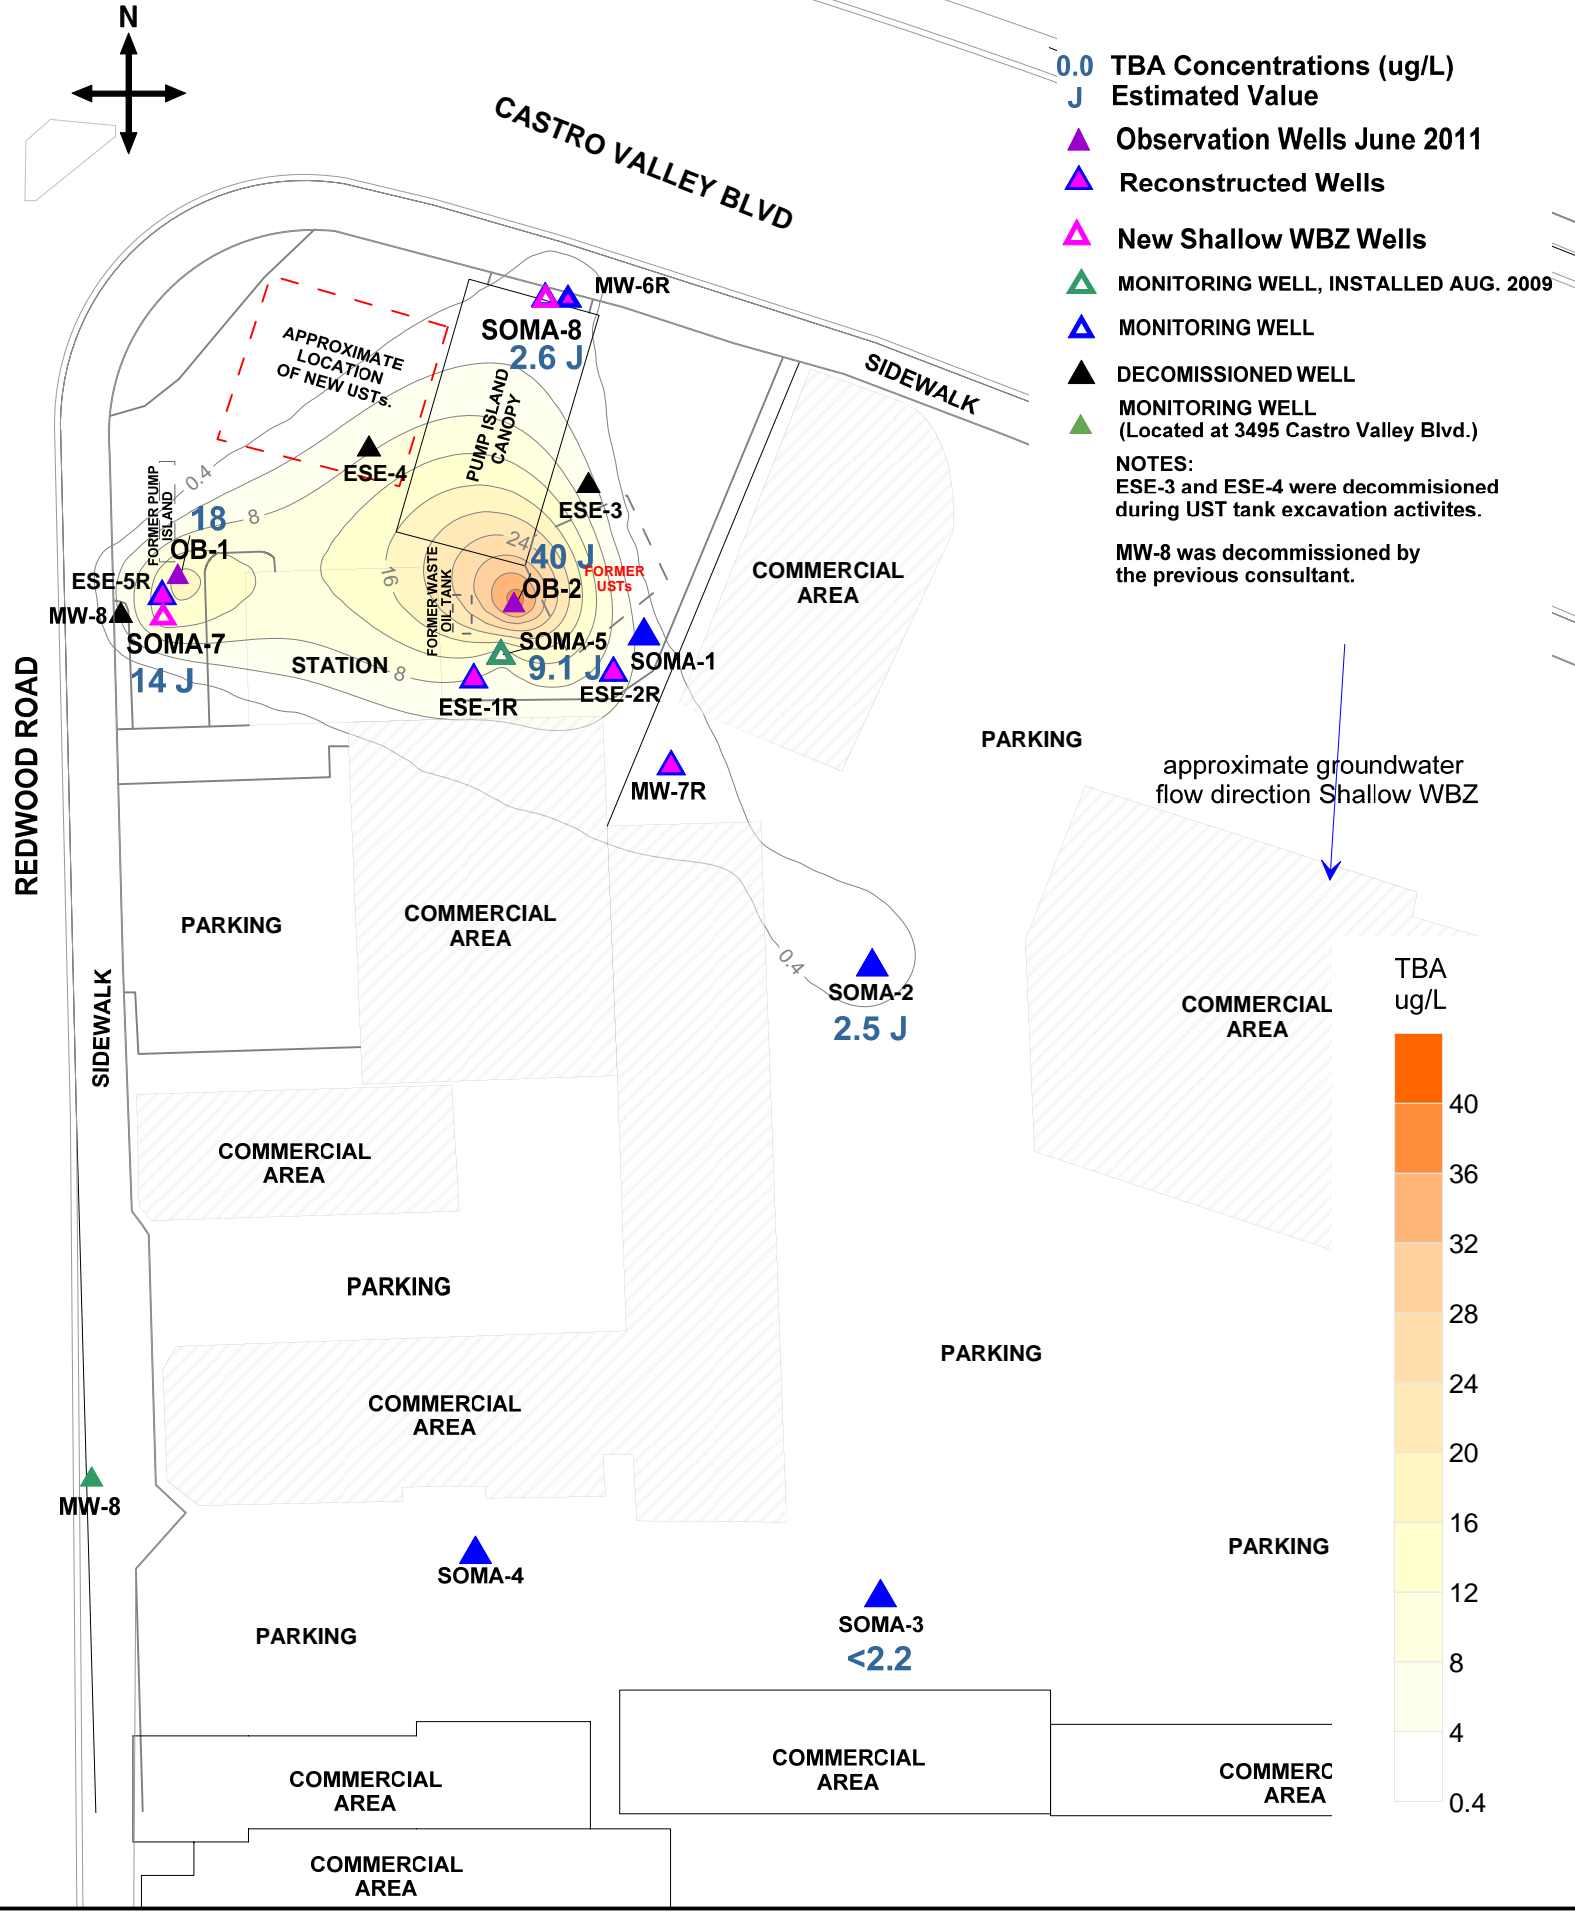 N
CASTRO VALLEY BLVD
0.0 TBA Concentrations (ug/L)
J Estimated Value
Observation Wells June 2011
Reconstructed Wells
New Shallow WBZ Wells
MONITORING WELL, INSTALLED AUG. 2009
MONITORING WELL
DECOMISSIONED WELL
MONITORING WELL
(Located at 3495 Castro Valley Blvd.)
NOTES:
ESE-3 and ESE-4 were decommisioned
during UST tank excavation activites.
MW-8 was decommissioned by
the previous consultant.
MW-6R
SOMA-8
2.6 J
SIDEWALK
APPROXIMATE
LOCATION
OF NEW USTs.
PUMP ISLAND
CANOPY
ESE-4
ESE-3
0.4
8
FORMER PUMP
ISLAND
18
OB-1
24
40 J
16
FORMER WASTE
OIL TANK
FORMER
USTs
OB-2
ESE-5R
MW-8
SOMA-7
14 J
STATION
8
SOMA-5
9.1 J
SOMA-1
ESE-2R
ESE-1R
COMMERCIAL
AREA
MW-7R
PARKING
approximate groundwater
flow direction Shallow WBZ
REDWOOD ROAD
PARKING
COMMERCIAL
AREA
0.4
SOMA-2
2.5 J
COMMERCIAL
AREA
SIDEWALK
COMMERCIAL
AREA
PARKING
PARKING
COMMERCIAL
AREA
MW-8
SOMA-4
PARKING
SOMA-3
<2.2
PARKING
COMMERCIAL
AREA
COMMERCIAL
AREA
COMMERC
AREA
COMMERCIAL
AREA
TBA
ug/L
40
36
32
28
24
20
16
12
8
4
0.4